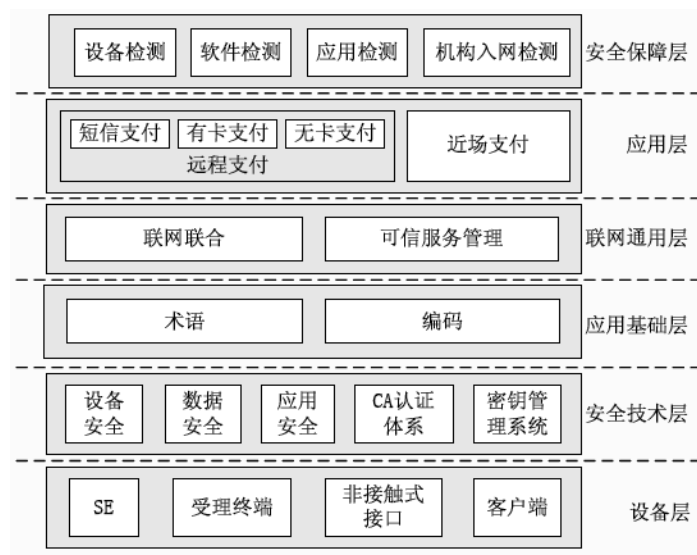 设备检测 软件检测 应用检测 机构入网检测 安全保障层
短信支付 有卡支付 无卡支付
远程支付
近场支付
应用层
联网联合 可信服务管理 联网通用层
术语 编码 应用基础层
设备
安全
数据
安全
应用
安全
CA认证
体系
密钥管
理系统
安全技术层
SE
受理终端
非接触式
接口
客户端
设备层